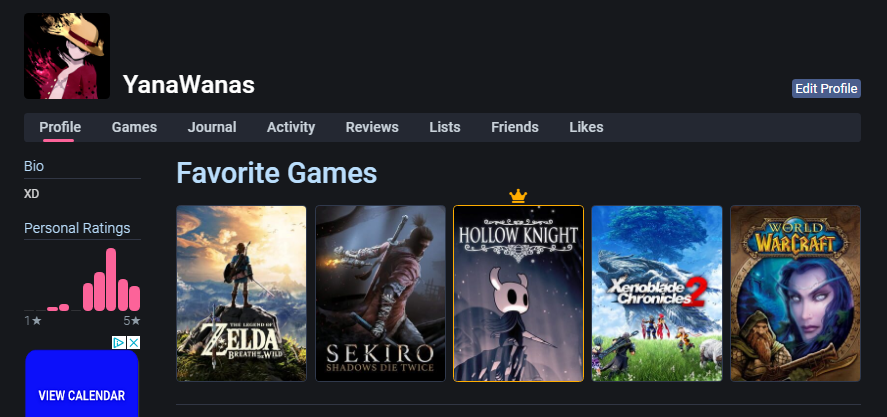 YanaWanas
Edit Profile
Profile Games Journal Activity Reviews Lists Friends Likes
Bio
XD
Personal Ratings
1★ 5★
VIEW CALENDAR
Favorite Games
THE LEGEND OF
ZELDA
BREATH OF THE WILD
SEKIRO
SHADOWS DIE TWICE
HOLLOW KNIGHT
Xenoblade
Chronicles 2
WORLD
OF
WARCRAFT